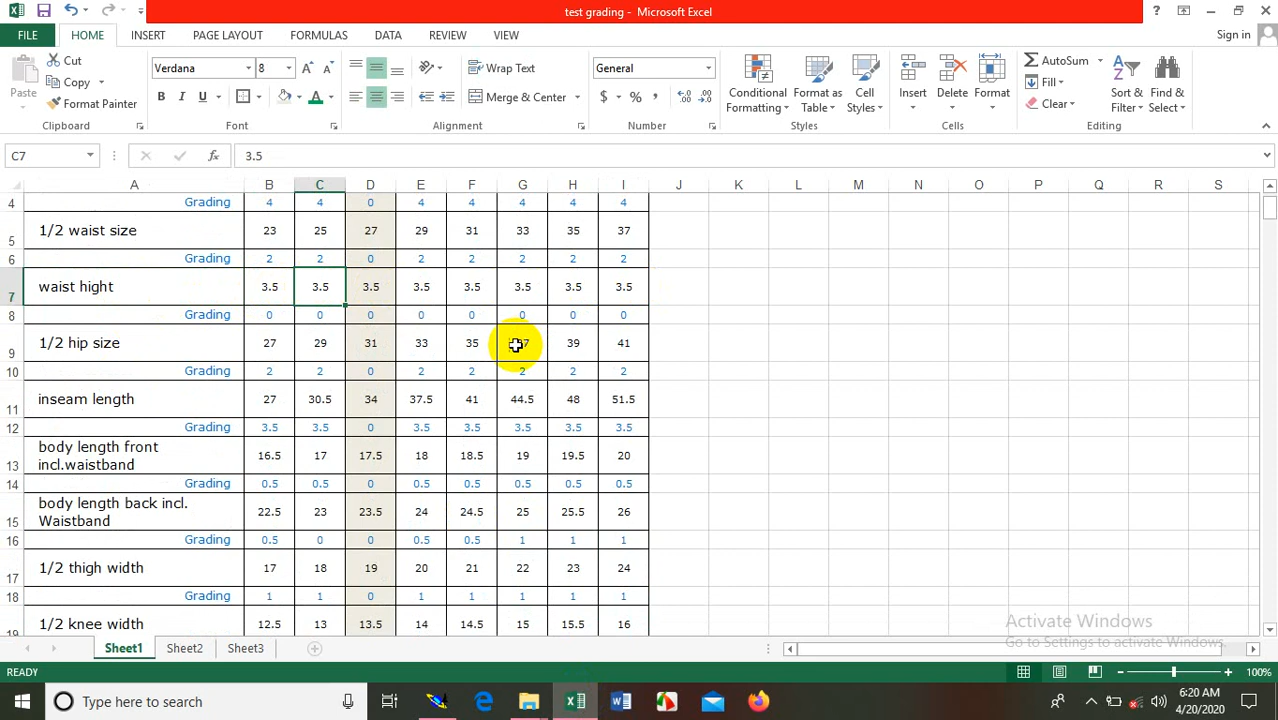 test grading - Microsoft Excel
FILE HOME INSERT PAGE LAYOUT FORMULAS DATA REVIEW VIEW Sign in
Paste Cut Copy Format Painter Clipboard
Verdana 8 B I U A Font
Wrap Text Merge & Center Alignment
General $ % , Number
Conditional Formatting Format as Table Cell Styles Styles
Insert Delete Format Cells
AutoSum Fill Clear Sort & Filter Find & Select Editing
C7 fx 3.5
A B C D E F G H I J K L M N O P Q R S
4 Grading 4 4 0 4 4 4 4 4
5 1/2 waist size 23 25 27 29 31 33 35 37
6 Grading 2 2 0 2 2 2 2 2
7 waist hight 3.5 3.5 3.5 3.5 3.5 3.5 3.5 3.5
8 Grading 0 0 0 0 0 0 0 0
9 1/2 hip size 27 29 31 33 35 39 41
10 Grading 2 2 0 2 2 2 2 2
11 inseam length 27 30.5 34 37.5 41 44.5 48 51.5
12 Grading 3.5 3.5 0 3.5 3.5 3.5 3.5 3.5
body length front
13 incl.waistband 16.5 17 17.5 18 18.5 19 19.5 20
14 Grading 0.5 0.5 0 0.5 0.5 0.5 0.5 0.5
body length back incl.
15 Waistband 22.5 23 23.5 24 24.5 25 25.5 26
16 Grading 0.5 0 0 0.5 0.5 1 1 1
17 1/2 thigh width 17 18 19 20 21 22 23 24
18 Grading 1 1 0 1 1 1 1 1
19 1/2 knee width 12.5 13 13.5 14 14.5 15 15.5 16
Activate Windows
Go to Settings to activate Windows.
Sheet1 Sheet2 Sheet3
READY 100%
Type here to search
6:20 AM
4/20/2020